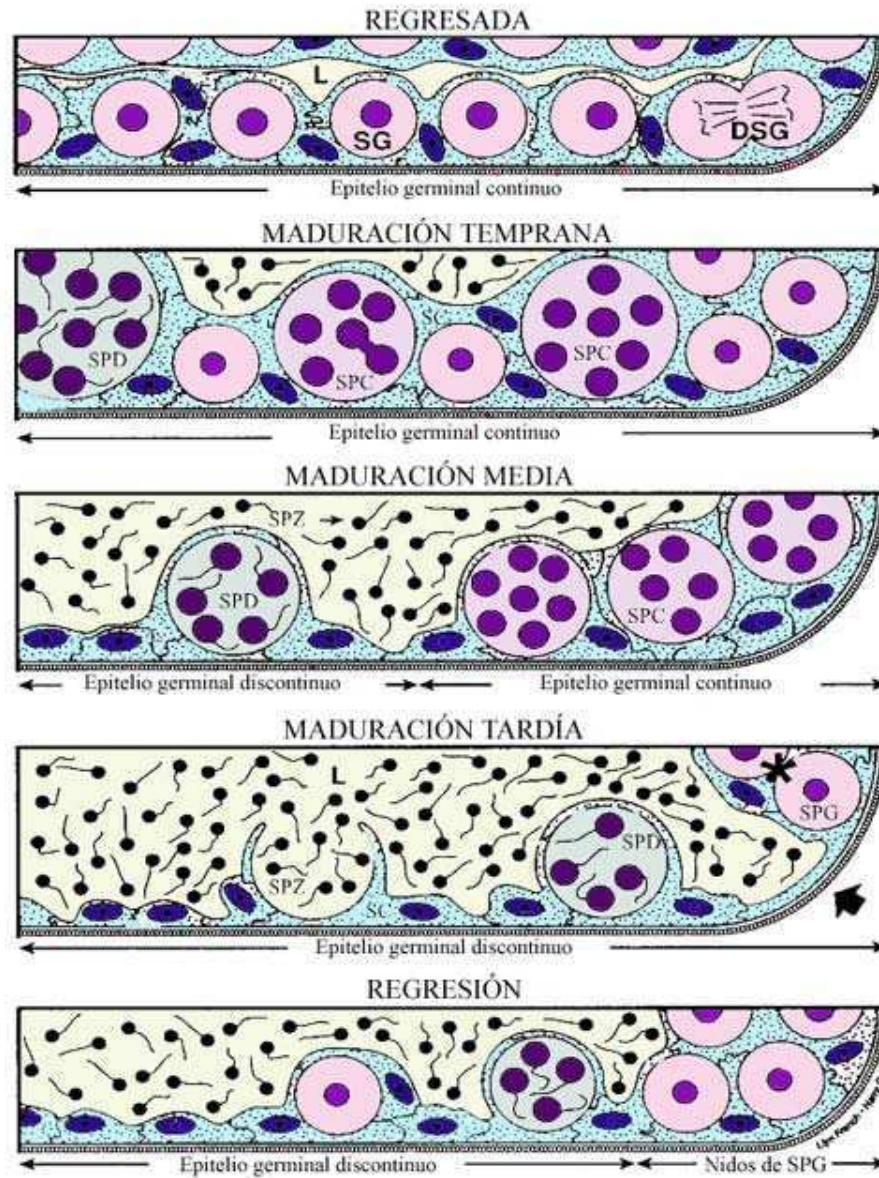 REGRESADA
L
SG
DSG
Epitelio germinal continuo
MADURACIÓN TEMPRANA
SC
SPD
SPC
SPC
Epitelio germinal continuo
MADURACIÓN MEDIA
SPZ
SPD
SPC
Epitelio germinal discontinuo
Epitelio germinal continuo
MADURACIÓN TARDÍA
L
*
SPG
SPD
SPZ
SC
Epitelio germinal discontinuo
REGRESIÓN
Epitelio germinal discontinuo
Nidos de SPG